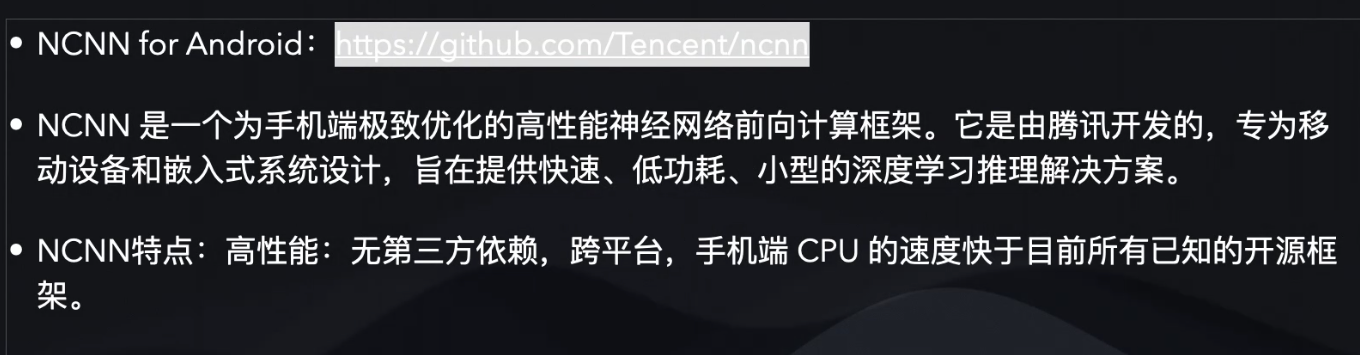 • NCNN for Android：https://github.com/Tencent/ncnn
• NCNN 是一个为手机端极致优化的高性能神经网络前向计算框架。它是由腾讯开发的，专为移
动设备和嵌入式系统设计，旨在提供快速、低功耗、小型的深度学习推理解决方案。
• NCNN特点：高性能：无第三方依赖，跨平台，手机端 CPU 的速度快于目前所有已知的开源框
架。